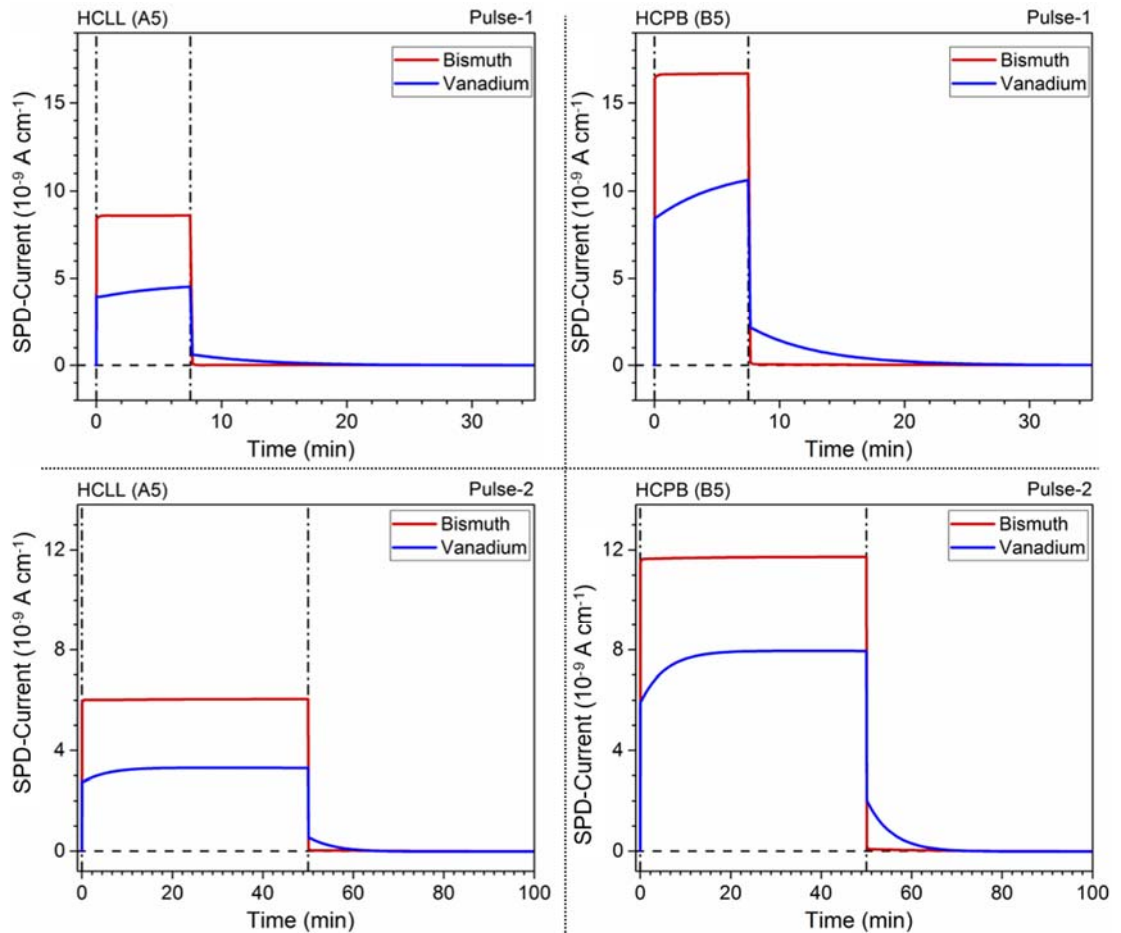 HCLL (A5) Pulse-1
Bismuth
Vanadium
SPD-Current (10⁻⁹ A cm⁻¹)
15
10
5
0
0 10 20 30
Time (min)
HCPB (B5) Pulse-1
Bismuth
Vanadium
SPD-Current (10⁻⁹ A cm⁻¹)
15
10
5
0
0 10 20 30
Time (min)
HCLL (A5) Pulse-2
Bismuth
Vanadium
SPD-Current (10⁻⁹ A cm⁻¹)
12
8
4
0
0 20 40 60 80 100
Time (min)
HCPB (B5) Pulse-2
Bismuth
Vanadium
SPD-Current (10⁻⁹ A cm⁻¹)
12
8
4
0
0 20 40 60 80 100
Time (min)